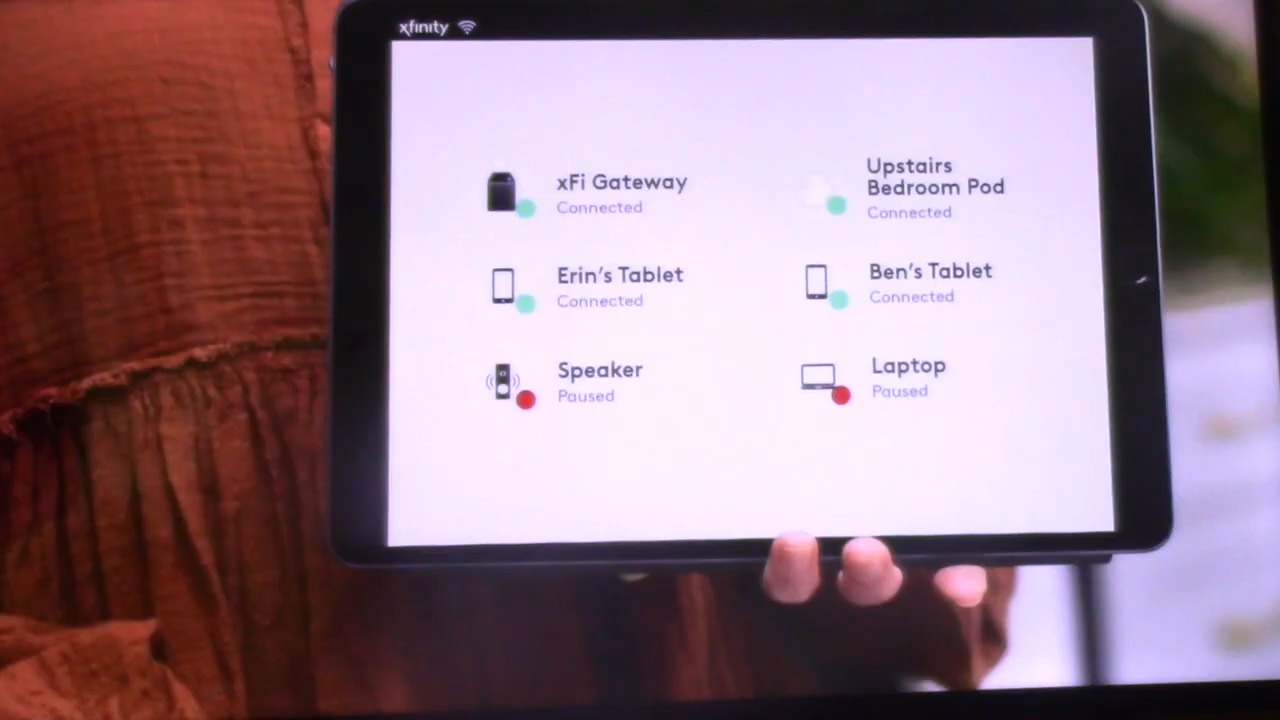 xfinity
xFi Gateway
Connected
Upstairs
Bedroom Pod
Connected
Erin's Tablet
Connected
Ben's Tablet
Connected
Speaker
Paused
Laptop
Paused